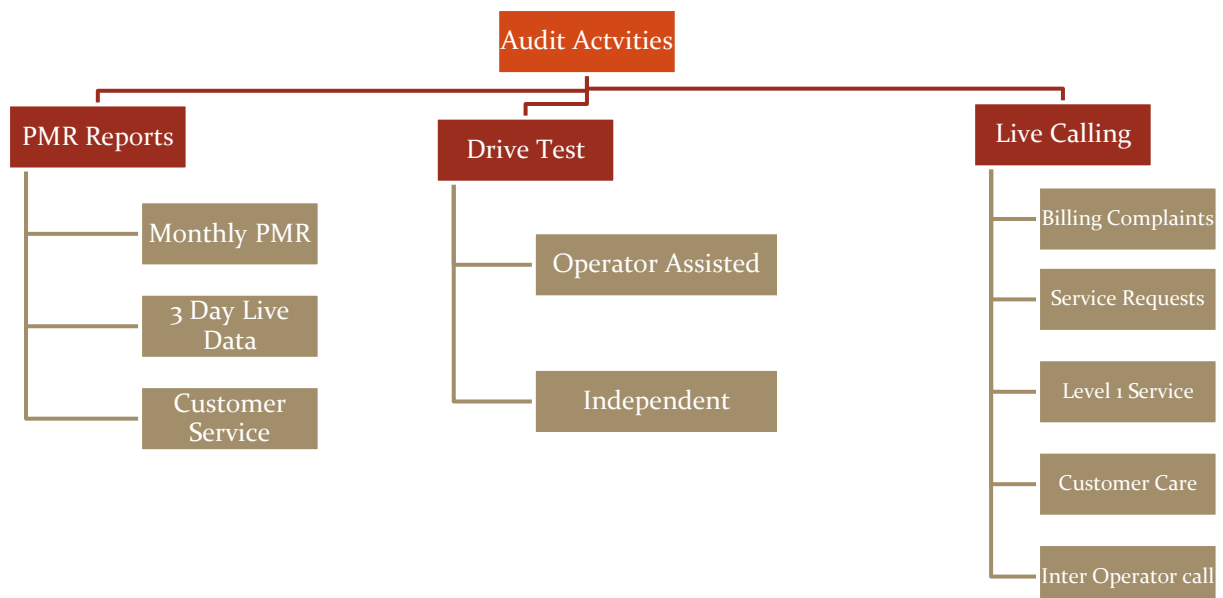 Audit Actvities
PMR Reports
Monthly PMR
3 Day Live
Data
Customer
Service
Drive Test
Operator Assisted
Independent
Live Calling
Billing Complaints
Service Requests
Level 1 Service
Customer Care
Inter Operator call